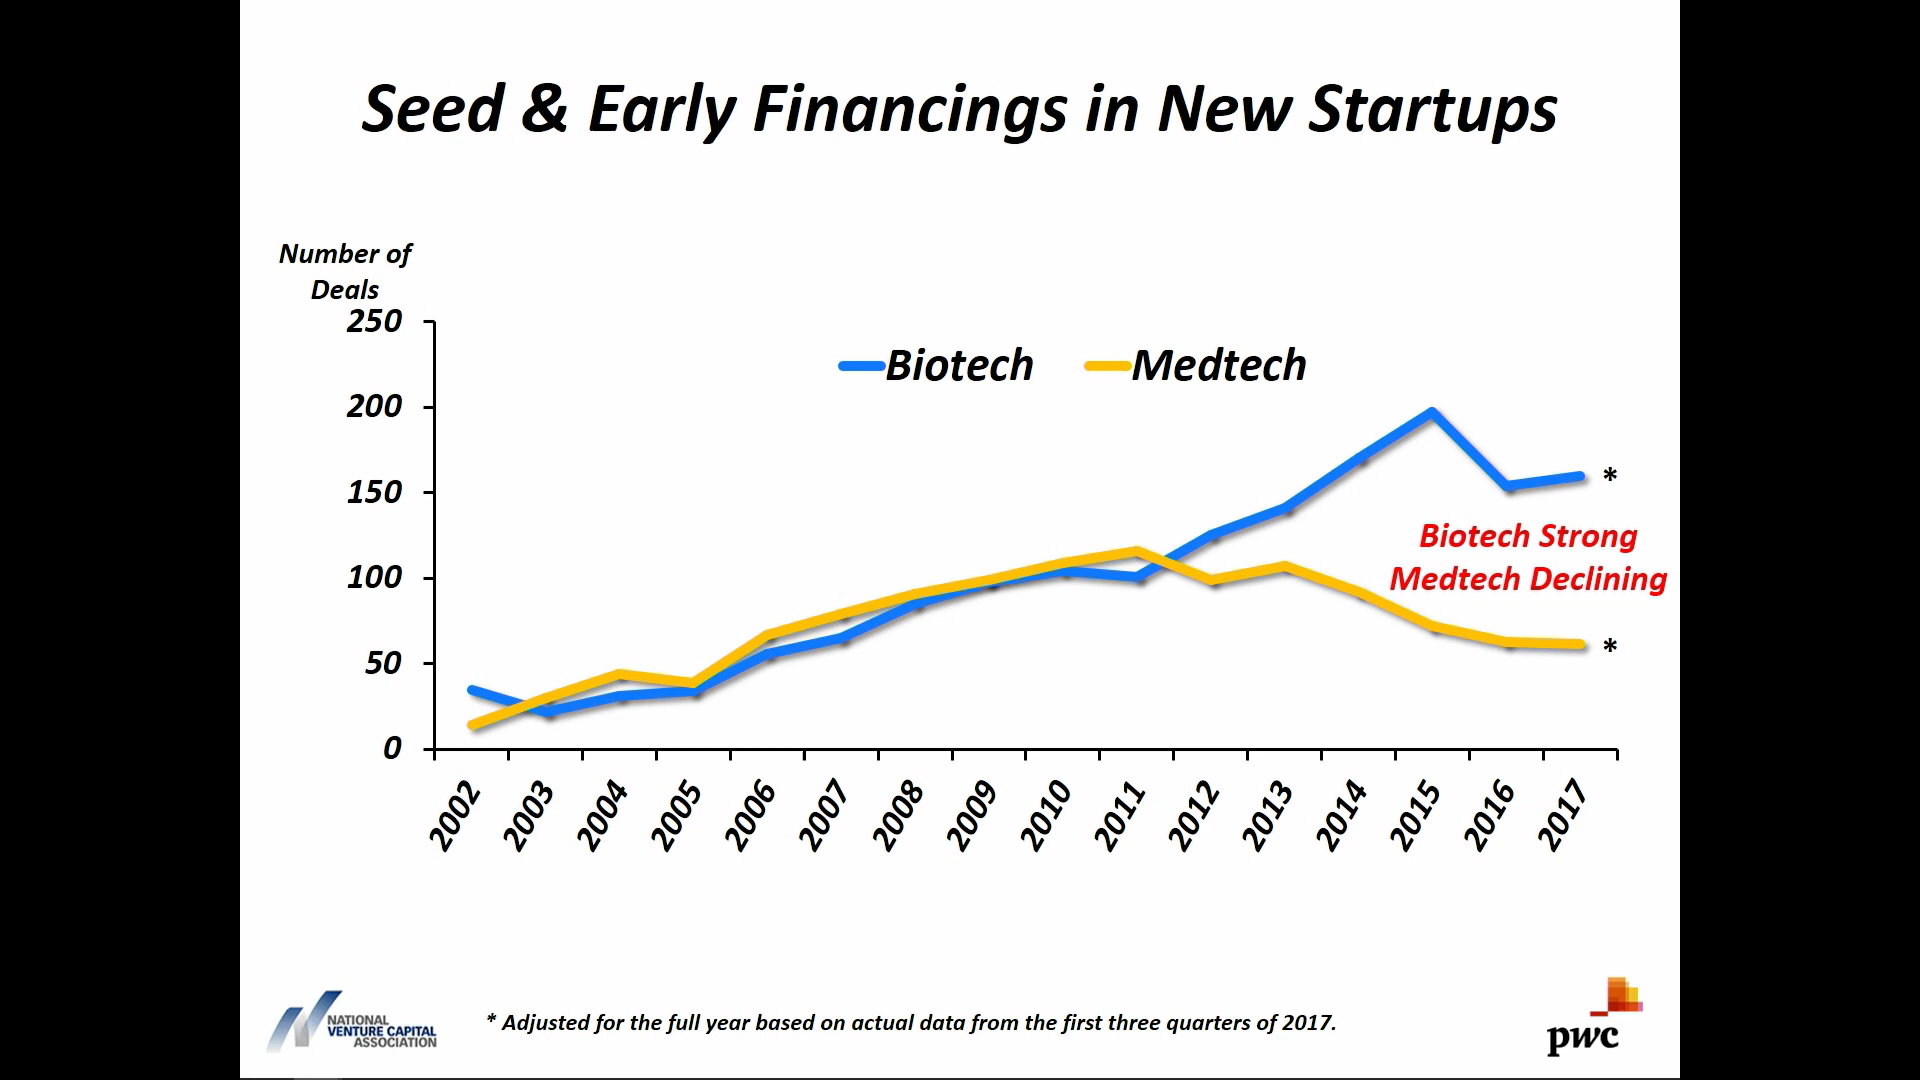 Seed & Early Financings in New Startups
Number of
Deals
250
200
150
100
50
0
Biotech
Medtech
*
Biotech Strong
Medtech Declining
*
2002
2003
2004
2005
2006
2007
2008
2009
2010
2011
2012
2013
2014
2015
2016
2017
NATIONAL
VENTURE CAPITAL
ASSOCIATION
* Adjusted for the full year based on actual data from the first three quarters of 2017.
pwc